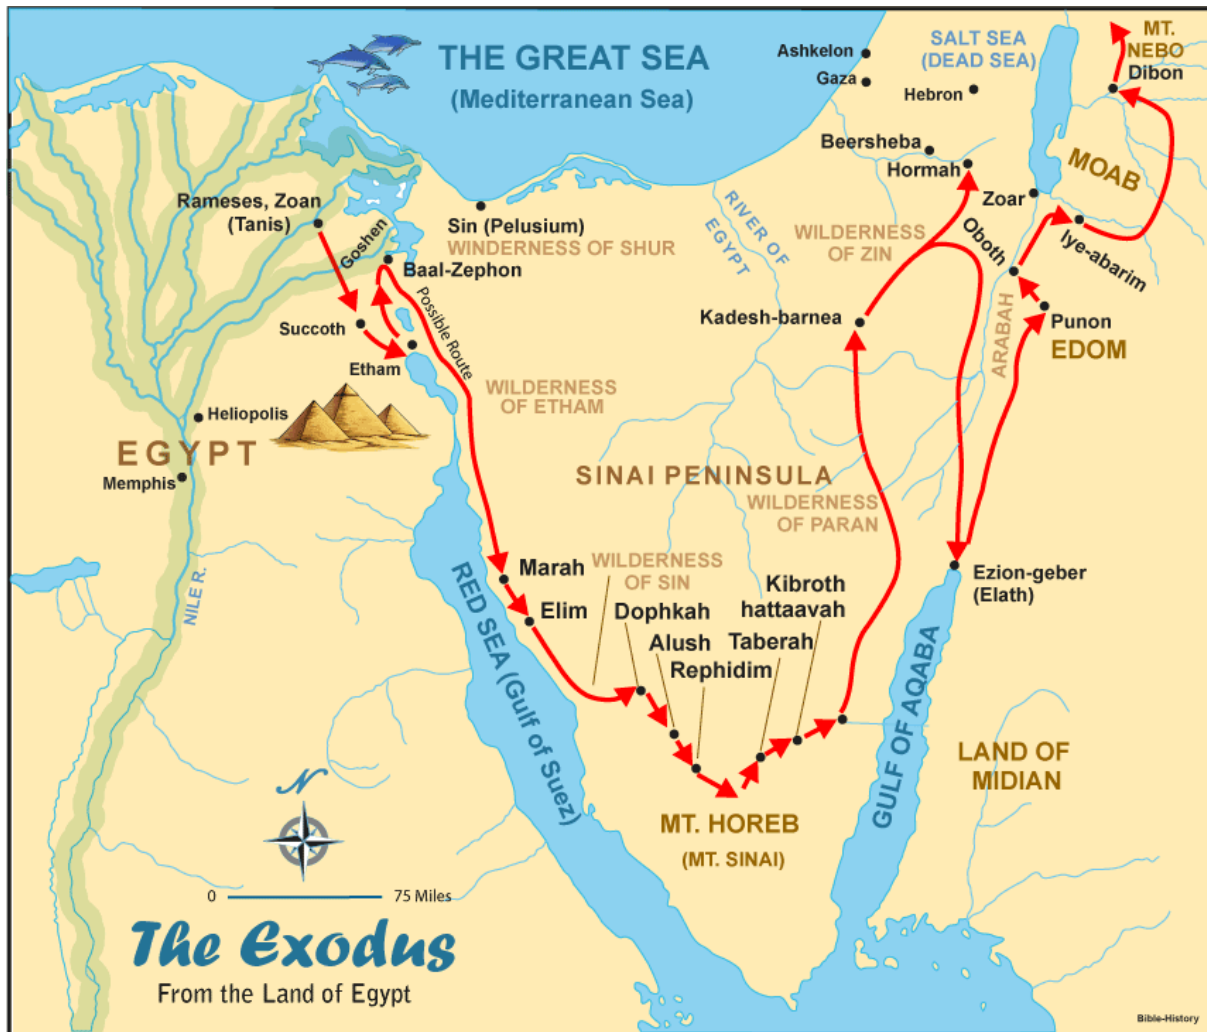 THE GREAT SEA
(Mediterranean Sea)
Ashkelon
Gaza
SALT SEA
(DEAD SEA)
Hebron
MT.
NEBO
Dibon
Beersheba
Hormah
MOAB
Zoar
Rameses, Zoan
(Tanis)
Goshen
Sin (Pelusium)
WINDERNESS OF SHUR
Baal-Zephon
RIVER OF
EGYPT
WILDERNESS
OF ZIN
Oboth
Iye-abarim
Succoth
Etham
Possible Route
Kadesh-barnea
ARABAH
Punon
EDOM
WILDERNESS
OF ETHAM
Heliopolis
EGYPT
Memphis
SINAI PENINSULA
WILDERNESS
OF PARAN
NILE R.
Marah
Elim
WILDERNESS
OF SIN
Dophkah
Alush
Rephidim
Kibroth
hattaavah
Taberah
Ezion-geber
(Elath)
RED SEA (Gulf of Suez)
GULF OF AQABA
LAND OF
MIDIAN
MT. HOREB
(MT. SINAI)
N
0 75 Miles
The Exodus
From the Land of Egypt
Bible-History